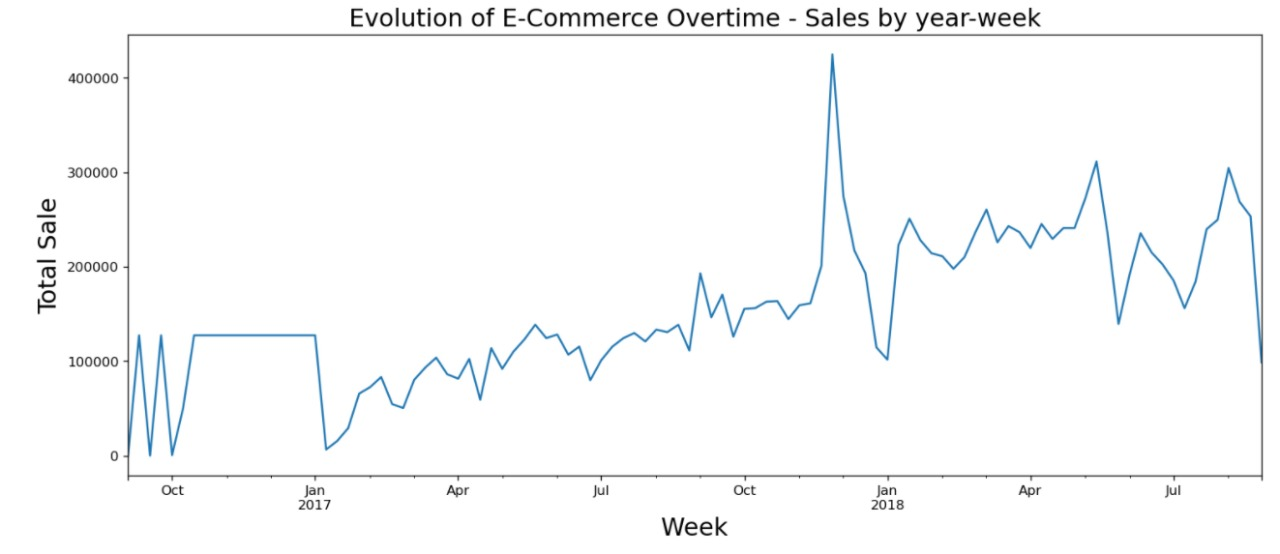 Evolution of E-Commerce Overtime - Sales by year-week
Total Sale
400000
300000
200000
100000
0
Oct
Jan
2017
Apr
Jul
Oct
Jan
2018
Apr
Jul
Week